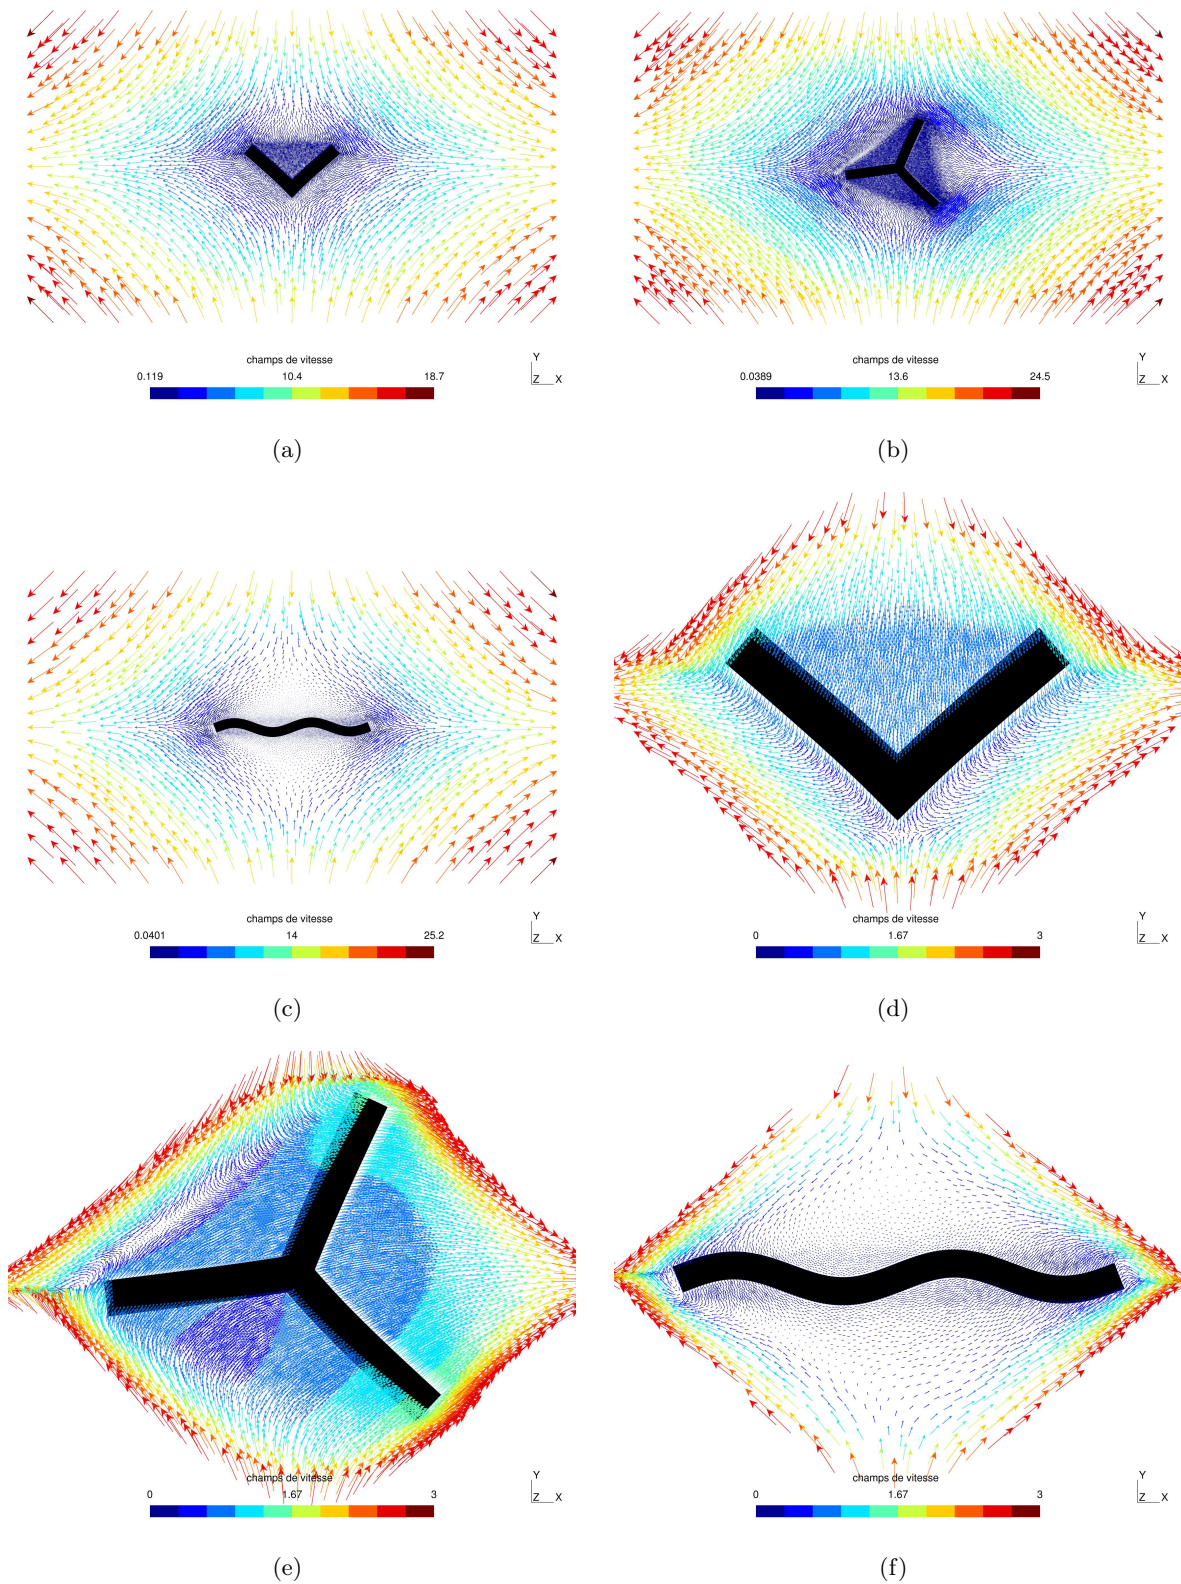 champs de vitesse
0.119 10.4 18.7
Y
Z X
(a)
champs de vitesse
0.0389 13.6 24.5
Y
Z X
(b)
champs de vitesse
0.0401 14 25.2
Y
Z X
(c)
champs de vitesse
0 1.67 3
Y
Z X
(d)
champs de vitesse
0 1.67 3
Y
Z X
(e)
champs de vitesse
0 1.67 3
Y
Z X
(f)